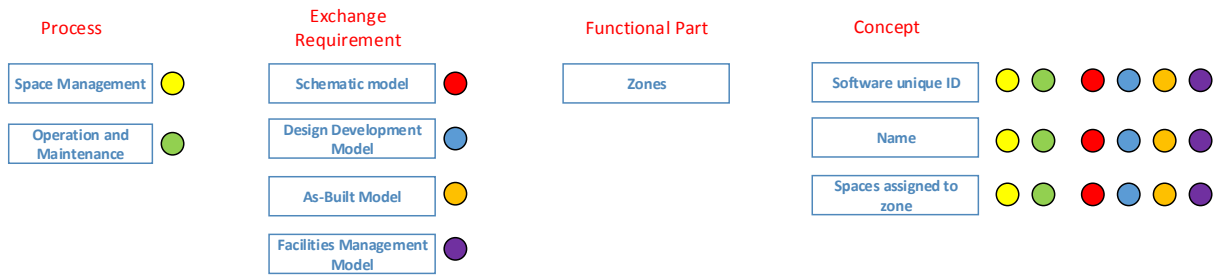 Process
Exchange
Requirement
Functional Part
Concept
Space Management
Schematic model
Zones
Software unique ID
Operation and
Maintenance
Design Development
Model
Name
As-Built Model
Spaces assigned to
zone
Facilities Management
Model